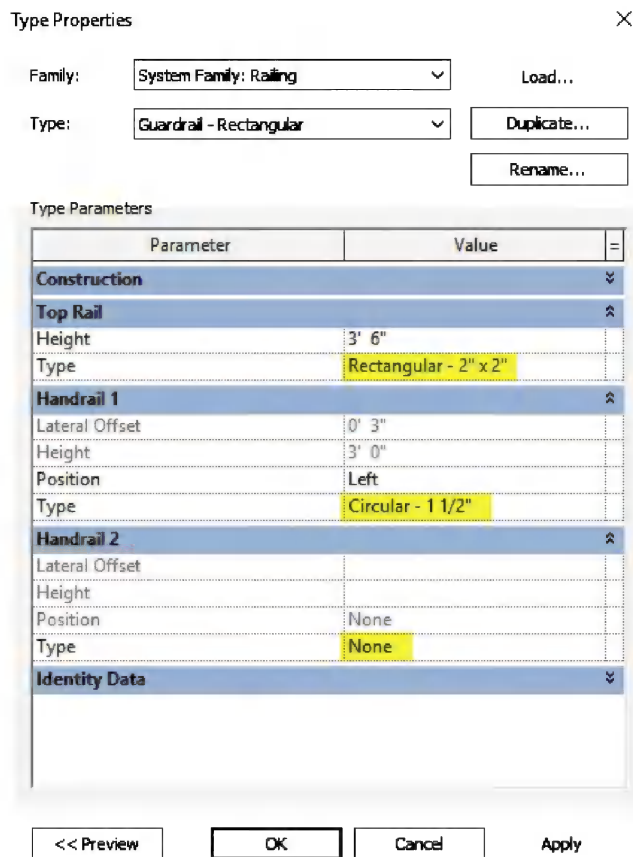 Type Properties
Family: System Family: Railing Load...
Type: Guardrail - Rectangular Duplicate...
Rename...
Type Parameters
Parameter Value =
Construction
Top Rail
Height 3' 6"
Type Rectangular - 2" x 2"
Handrail 1
Lateral Offset 0' 3"
Height 3' 0"
Position Left
Type Circular - 1 1/2"
Handrail 2
Lateral Offset
Height
Position None
Type None
Identity Data
<< Preview OK Cancel Apply